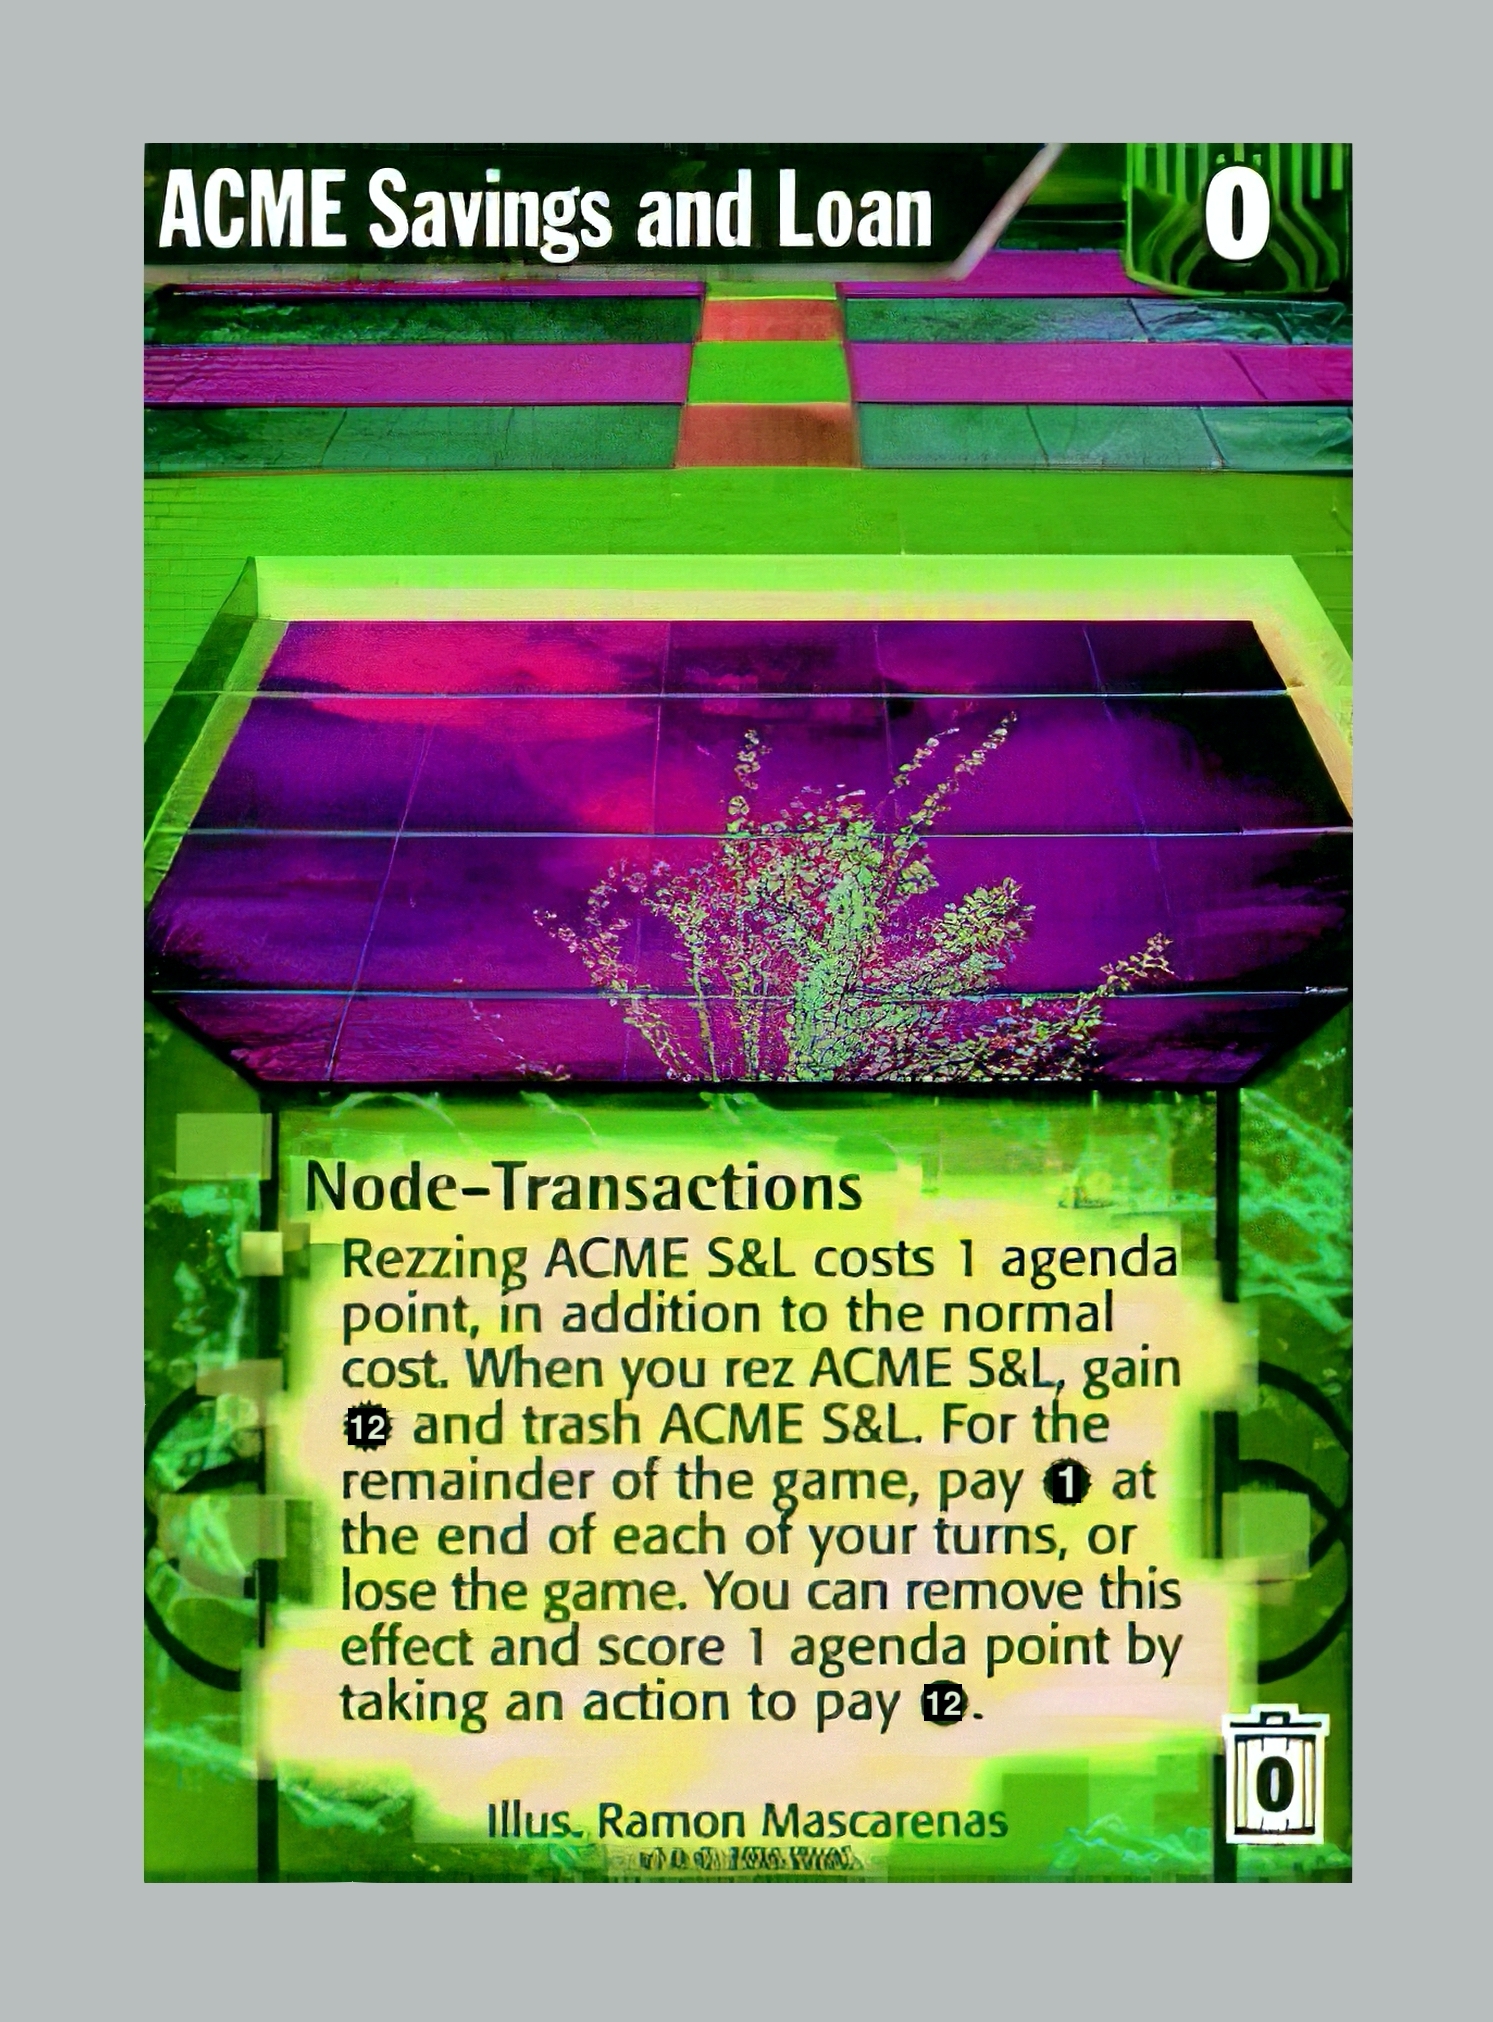 ACME Savings and Loan
0
Node-Transactions
Rezzing ACME S&L costs 1 agenda
point, in addition to the normal
cost. When you rez ACME S&L, gain
12 and trash ACME S&L. For the
remainder of the game, pay 1 at
the end of each of your turns, or
lose the game. You can remove this
effect and score 1 agenda point by
taking an action to pay 12.
0
Illus. Ramon Mascarenas